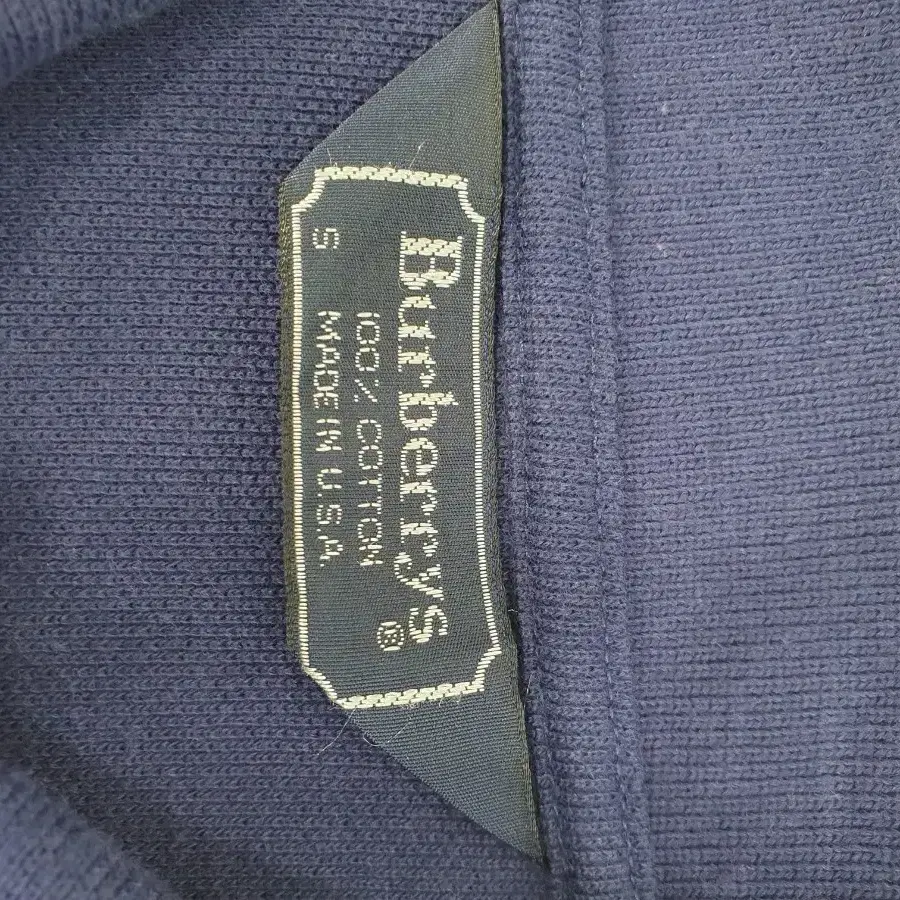 Burberrys®
100% COTTON
S MADE IN U.S.A.